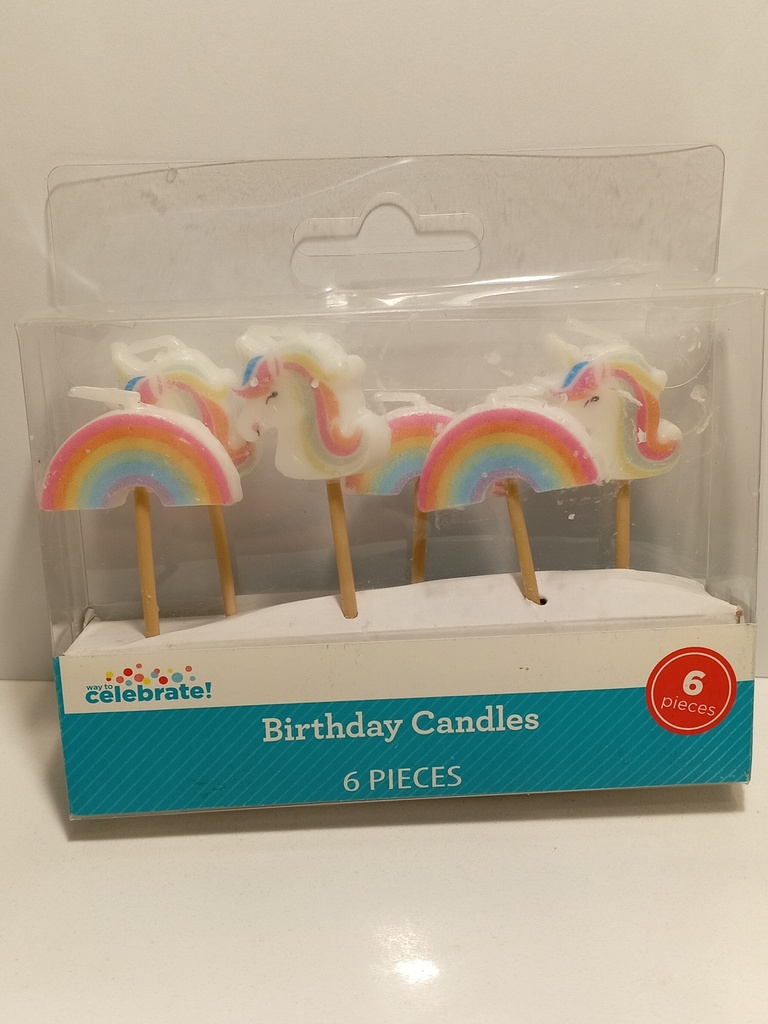 way to
celebrate!
6
pieces
Birthday Candles
6 PIECES